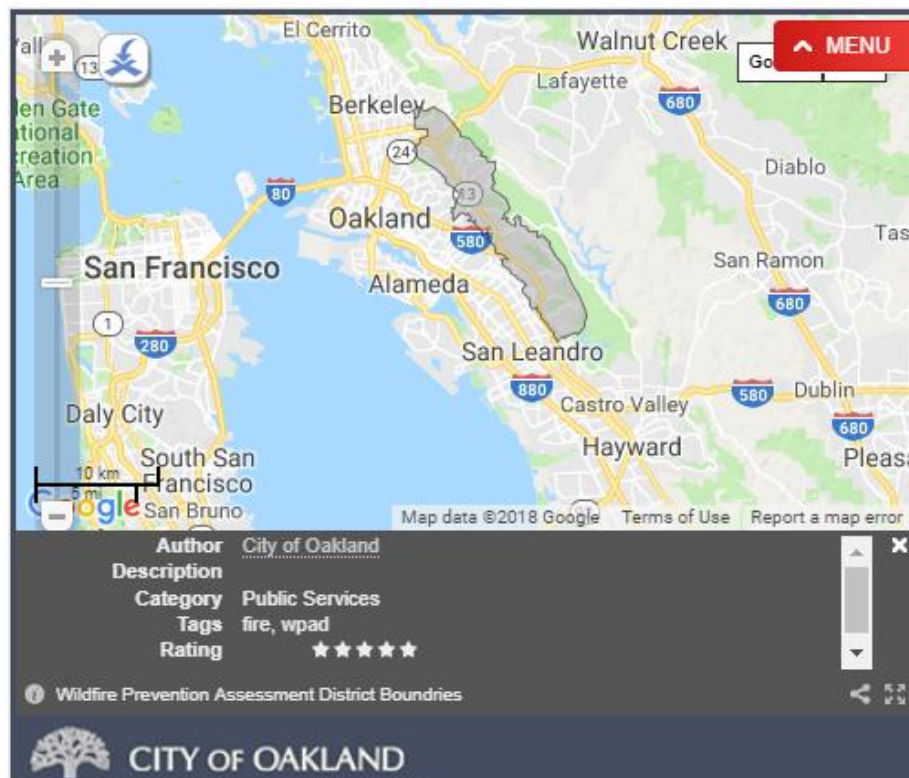 El Cerrito
Walnut Creek
MENU
Go
13
Lafayette
680
Berkeley
24
Diablo
80
13
Oakland
580
San Francisco
Alameda
San Ramon
680
1
280
San Leandro
880
580
Dublin
Castro Valley
Daly City
680
Hayward
South San
Francisco
10 km
San Bruno
Google
Map data ©2018 Google Terms of Use Report a map error
Author City of Oakland
Description
Category Public Services
Tags fire, wpad
Rating
Wildfire Prevention Assessment District Boundries
CITY OF OAKLAND